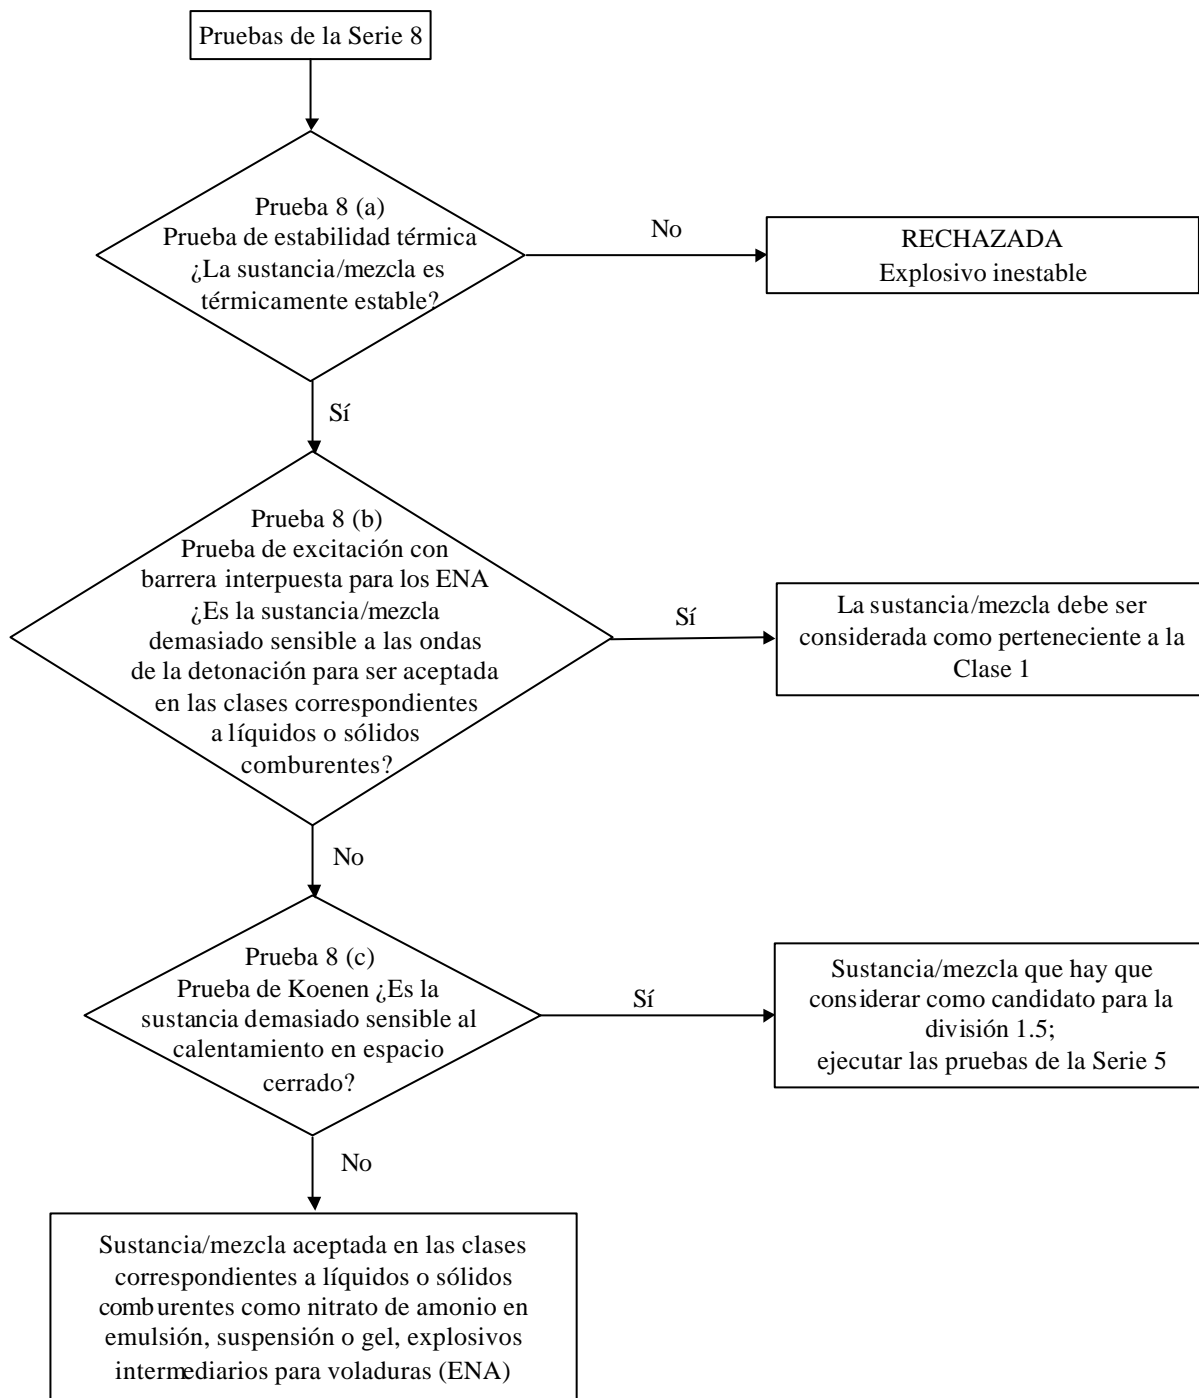 Pruebas de la Serie 8
Prueba 8 (a)
Prueba de estabilidad térmica
¿La sustancia/mezcla es
térmicamente estable?
No
RECHAZADA
Explosivo inestable
Sí
Prueba 8 (b)
Prueba de excitación con
barrera interpuesta para los ENA
¿Es la sustancia/mezcla
demasiado sensible a las ondas
de la detonación para ser aceptada
en las clases correspondientes
a líquidos o sólidos
comburentes?
Sí
La sustancia/mezcla debe ser
considerada como perteneciente a la
Clase 1
No
Prueba 8 (c)
Prueba de Koenen ¿Es la
sustancia demasiado sensible al
calentamiento en espacio
cerrado?
Sí
Sustancia/mezcla que hay que
considerar como candidato para la
división 1.5;
ejecutar las pruebas de la Serie 5
No
Sustancia/mezcla aceptada en las clases
correspondientes a líquidos o sólidos
comburentes como nitrato de amonio en
emulsión, suspensión o gel, explosivos
intermediarios para voladuras (ENA)